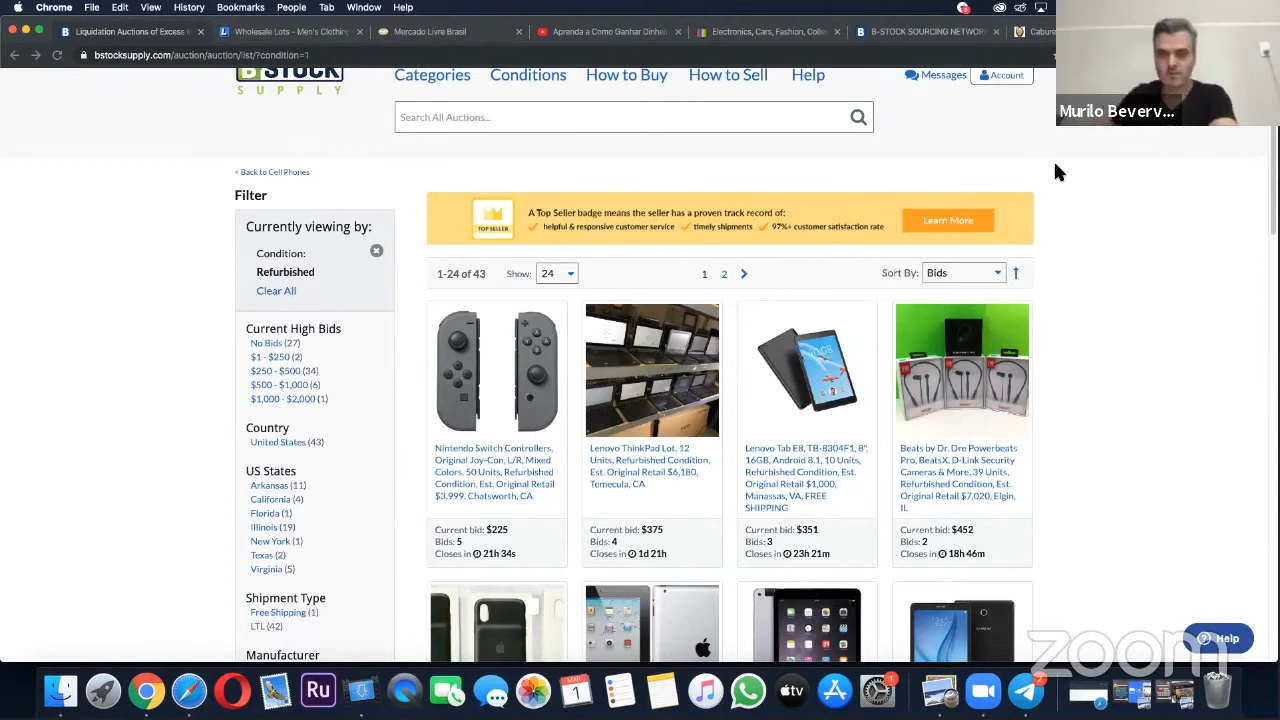 Chrome File Edit View History Bookmarks People Tab Window Help
Liquidation Auctions of Excess I
Wholesale Lots - Men's Clothing
Mercado Livre Brasil
Aprenda a Como Ganhar Dinhei
Electronics, Cars, Fashion, Colle
B-STOCK SOURCING NETWOR
Cabure
bstocksupply.com/auction/auction/list/?condition=1
Murilo Beverv...
B-STOCK
SUPPLY
Categories Conditions How to Buy How to Sell Help
Messages
Account
Search All Auctions...
< Back to Cell Phones
Filter
Currently viewing by:
Condition:
Refurbished
Clear All
Current High Bids
No Bids (27)
$1 - $250 (2)
$250 - $500 (34)
$500 - $1,000 (6)
$1,000 - $2,000 (1)
Country
United States (43)
US States
Arkansas (11)
California (4)
Florida (1)
Illinois (19)
New York (1)
Texas (2)
Virginia (5)
Shipment Type
Free Shipping (1)
LTL (42)
Manufacturer
TOP SELLER
A Top Seller badge means the seller has a proven track record of:
helpful & responsive customer service timely shipments 97%+ customer satisfaction rate
Learn More
1-24 of 43 Show: 24 1 2 Sort By: Bids
Nintendo Switch Controllers,
Original Joy-Con, L/R, Mixed
Colors, 50 Units, Refurbished
Condition, Est. Original Retail
$3,999, Chatsworth, CA
Current bid: $225
Bids: 5
Closes in 21h 34s
Lenovo ThinkPad Lot, 12
Units, Refurbished Condition,
Est. Original Retail $6,180,
Temecula, CA
Current bid: $375
Bids: 4
Closes in 1d 21h
Lenovo Tab E8, TB-8304F1, 8",
16GB, Android 8.1, 10 Units,
Refurbished Condition, Est.
Original Retail $1,000,
Manassas, VA, FREE
SHIPPING
Current bid: $351
Bids: 3
Closes in 23h 21m
Beats by Dr. Dre Powerbeats
Pro, BeatsX, D-Link Security
Cameras & More, 39 Units,
Refurbished Condition, Est.
Original Retail $7,020, Elgin,
IL
Current bid: $452
Bids: 2
Closes in 18h 46m
Help
zoom
Ru
MAR
1
tv
1
2